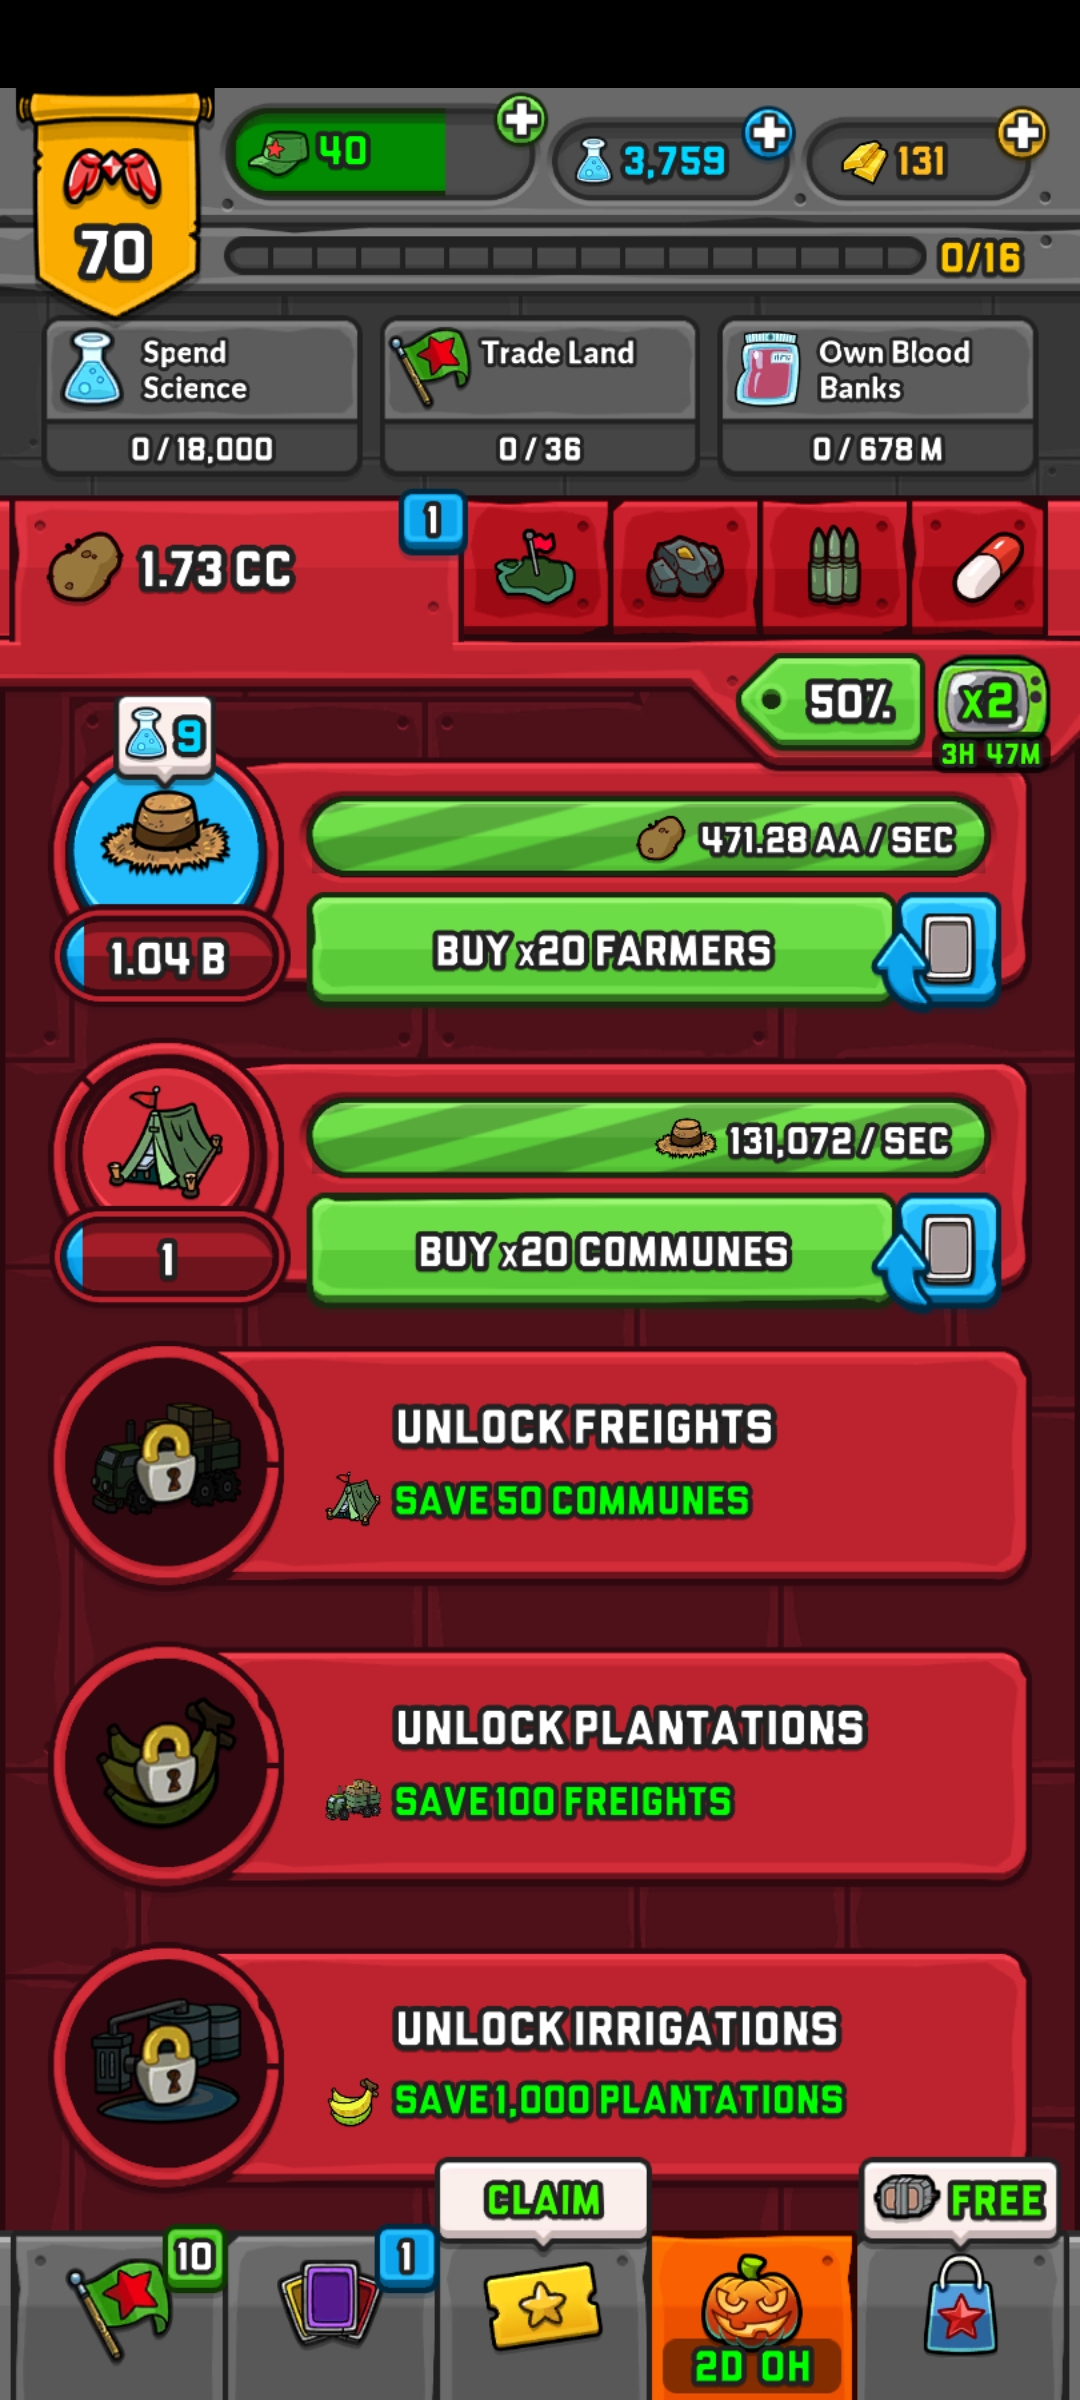 70
40
3,759
131
0/16
Spend
Science
0 / 18,000
Trade Land
0 / 36
Own Blood
Banks
0 / 678 M
1.73 CC
1
50%
x2
3H 47M
9
471.28 AA / SEC
1.04 B
BUY x20 FARMERS
131,072 / SEC
1
BUY x20 COMMUNES
UNLOCK FREIGHTS
SAVE 50 COMMUNES
UNLOCK PLANTATIONS
SAVE 100 FREIGHTS
UNLOCK IRRIGATIONS
SAVE 1,000 PLANTATIONS
CLAIM
FREE
10
1
2D 0H